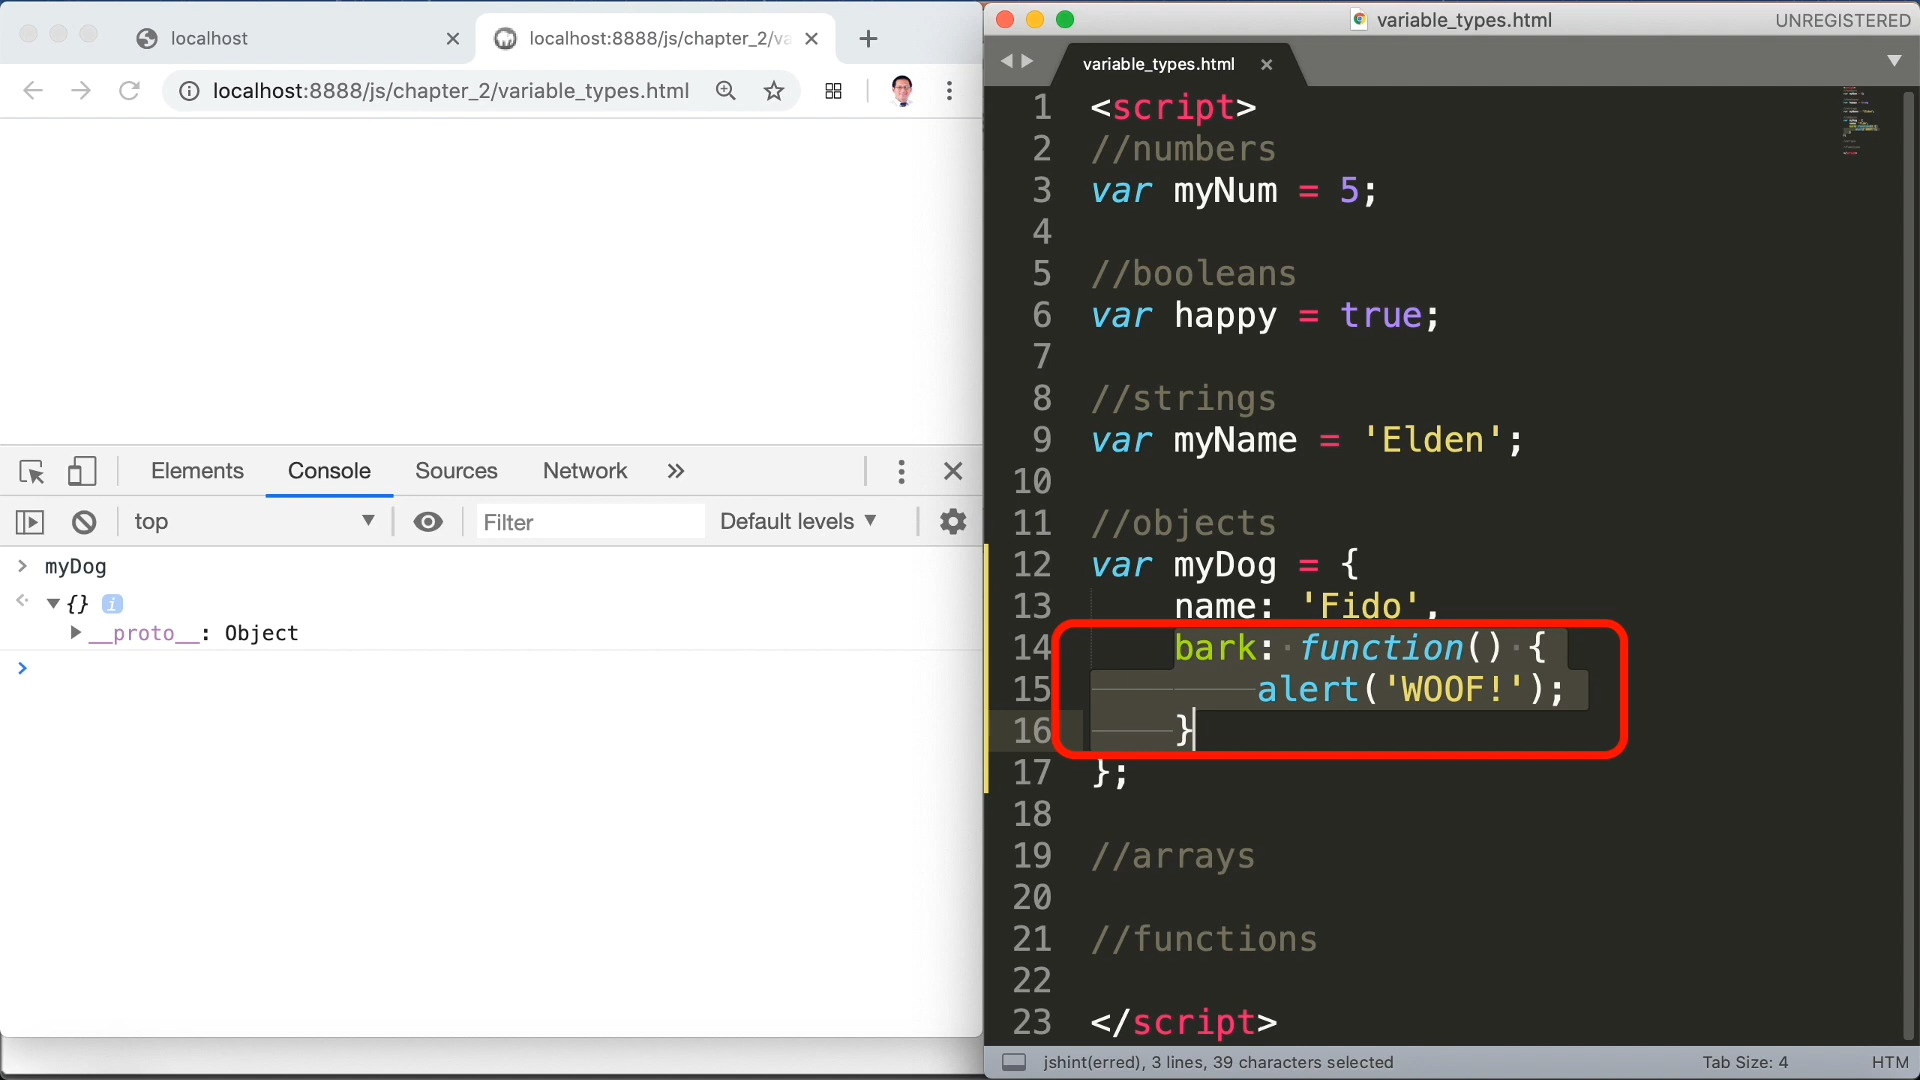 localhost
localhost:8888/js/chapter_2/va
localhost:8888/js/chapter_2/variable_types.html
Elements Console Sources Network
top Filter Default levels
myDog
{} i
__proto__: Object
variable_types.html UNREGISTERED
variable_types.html
1 <script>
2 //numbers
3 var myNum = 5;
4
5 //booleans
6 var happy = true;
7
8 //strings
9 var myName = 'Elden';
10
11 //objects
12 var myDog = {
13 name: 'Fido',
14 bark: function() {
15 alert('WOOF!');
16 }
17 };
18
19 //arrays
20
21 //functions
22
23 </script>
jshint(erred), 3 lines, 39 characters selected Tab Size: 4 HTM